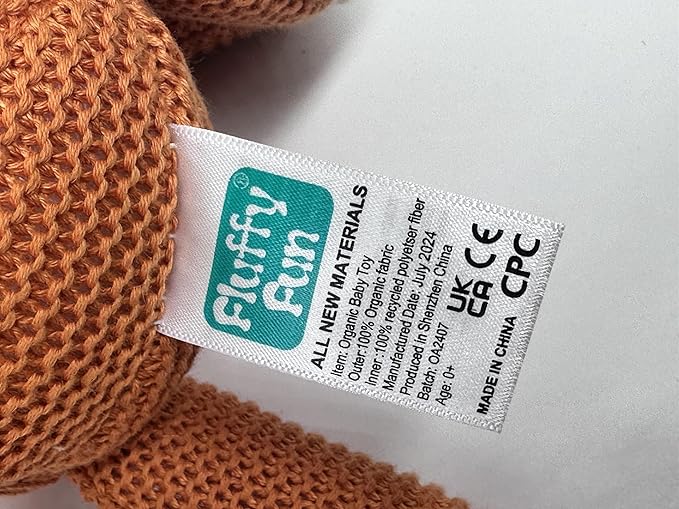 Fluffy®
Fun
ALL NEW MATERIALS
Item: Organic Baby Toy
Outer:100% Organic fabric
Inner:100% recycled polyetser fiber
Manufactured Date: July 2024
Produced in Shenzhen China
Batch: OA2407
Age: 0+
UK
CA CE
MADE IN CHINA CPC